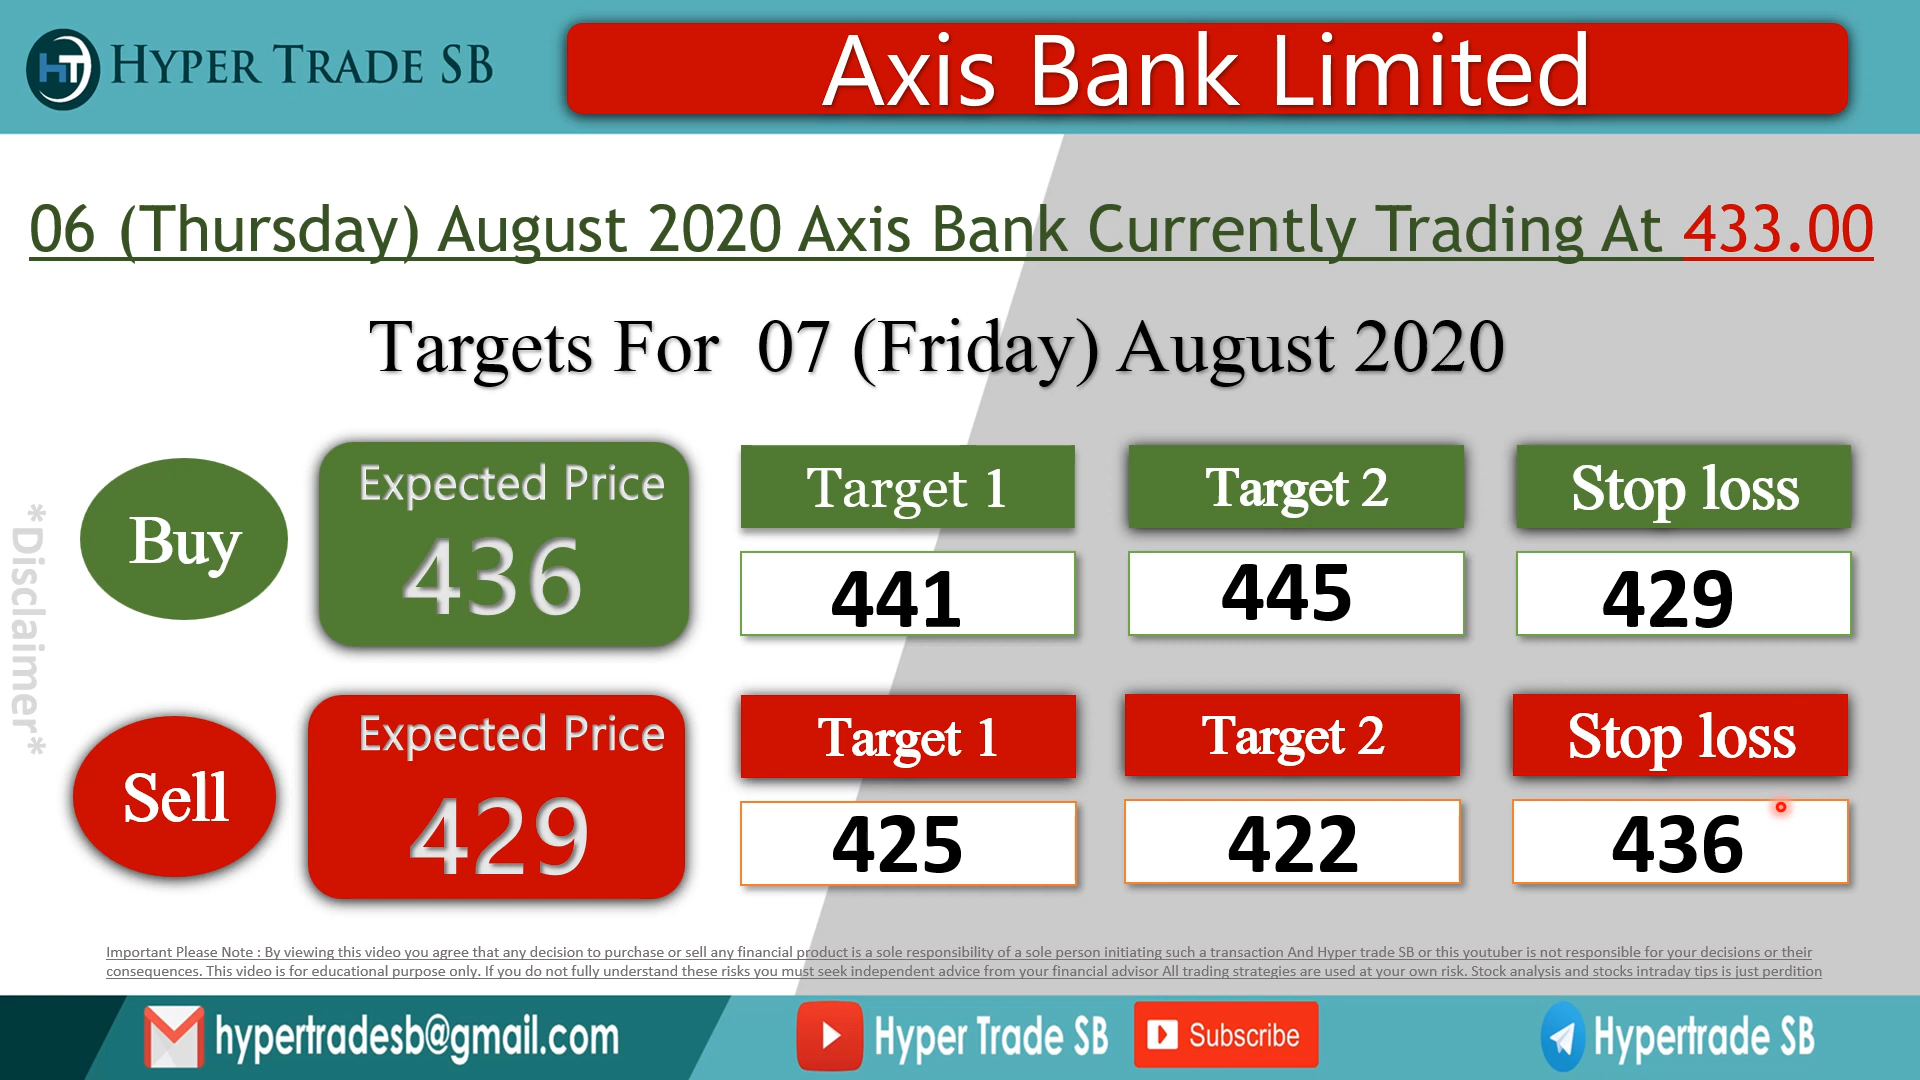 HT HYPER TRADE SB
Axis Bank Limited
06 (Thursday) August 2020 Axis Bank Currently Trading At 433.00
Targets For 07 (Friday) August 2020
*Disclaimer*
Buy
Expected Price
436
Target 1
441
Target 2
445
Stop loss
429
Sell
Expected Price
429
Target 1
425
Target 2
422
Stop loss
436
Important Please Note : By viewing this video you agree that any decision to purchase or sell any financial product is a sole responsibility of a sole person initiating such a transaction And Hyper trade SB or this youtuber is not responsible for your decisions or their
consequences. This video is for educational purpose only. If you do not fully understand these risks you must seek independent advice from your financial advisor All trading strategies are used at your own risk. Stock analysis and stocks intraday tips is just perdition
hypertradesb@gmail.com
Hyper Trade SB
Subscribe
Hypertrade SB